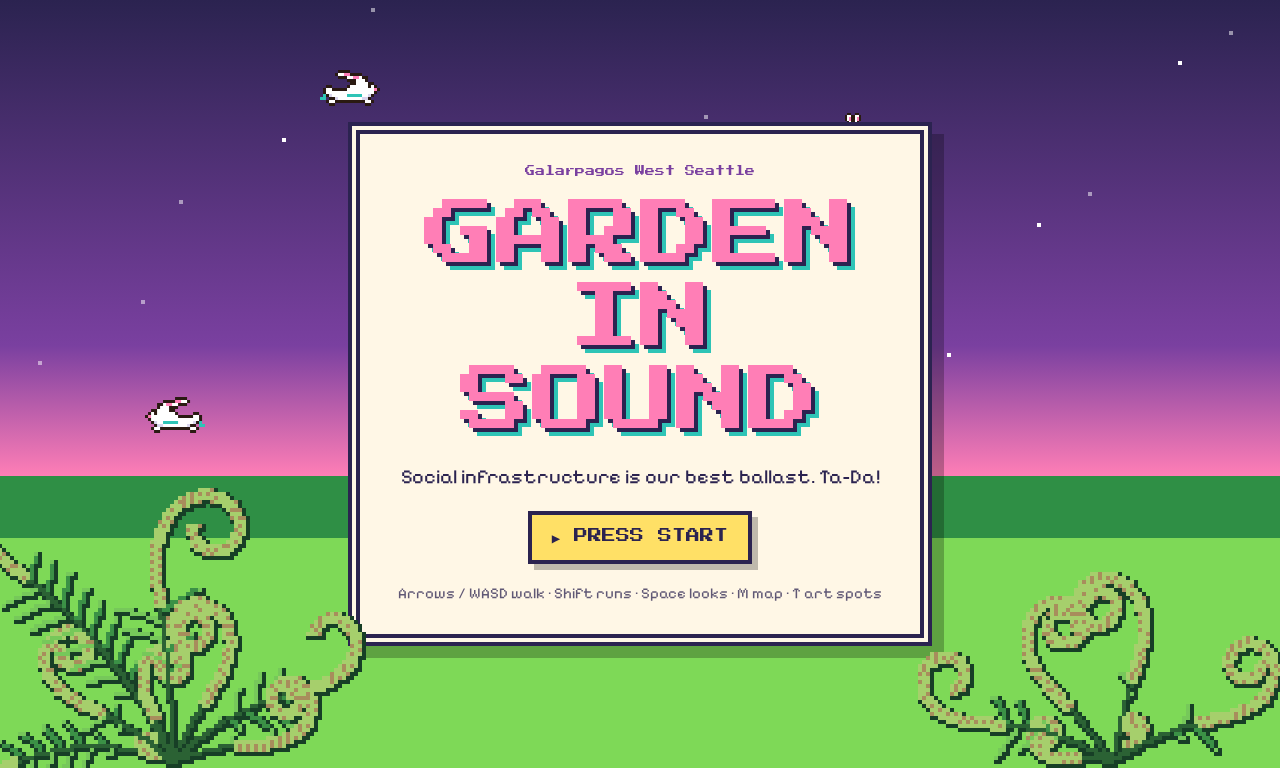 Galarpagos West Seattle
GARDEN
IN
SOUND
Social infrastructure is our best ballast. Ta-Da!
▶ PRESS START
Arrows / WASD walk · Shift runs · Space looks · M map · T art spots